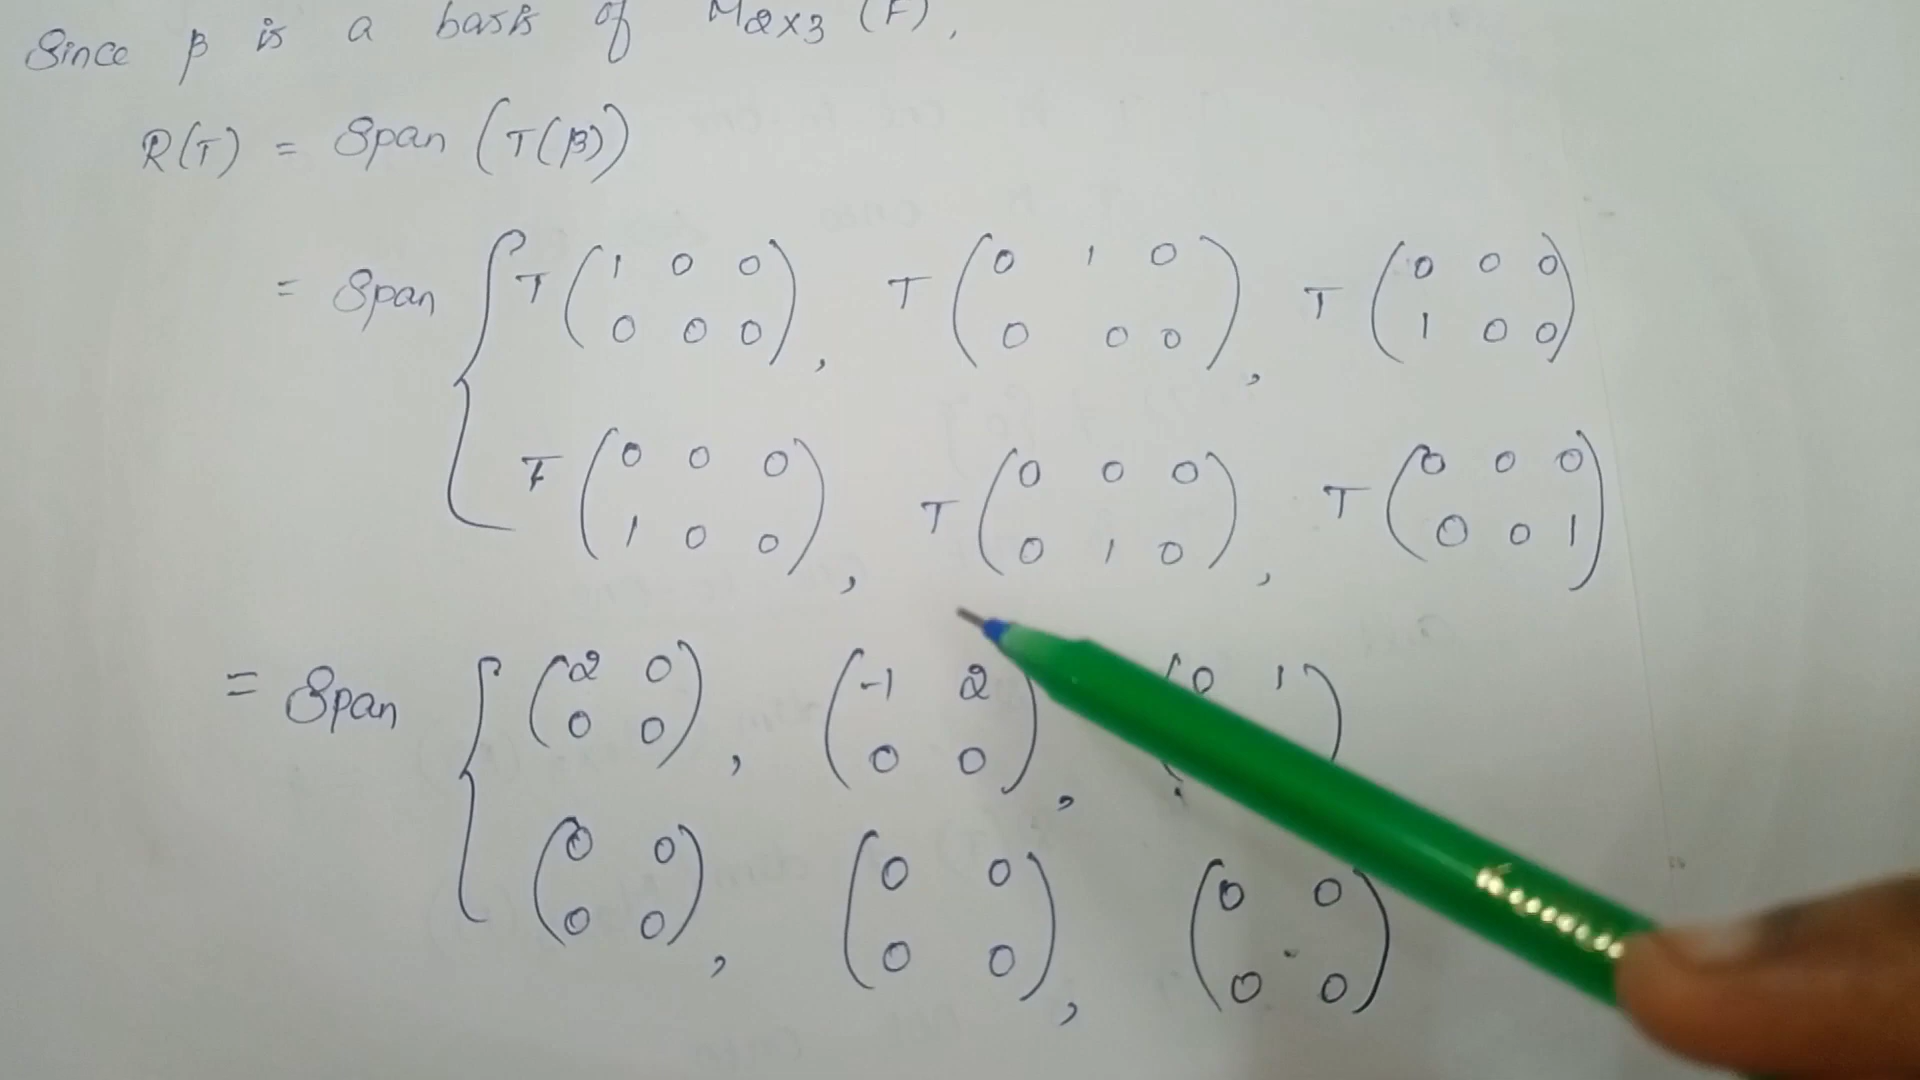 Since β is a basis of M2×3 (F),
R(T) = Span (T(β))
= Span { T (1 0 0
0 0 0), T (0 1 0
0 0 0), T (0 0 0
1 0 0)
T (0 0 0
1 0 0), T (0 0 0
0 1 0), T (0 0 0
0 0 1)
= Span { (2 0
0 0), (-1 2
0 0), (0 1
)
(0 0
0 0), (0 0
0 0), (0 0
0 0)